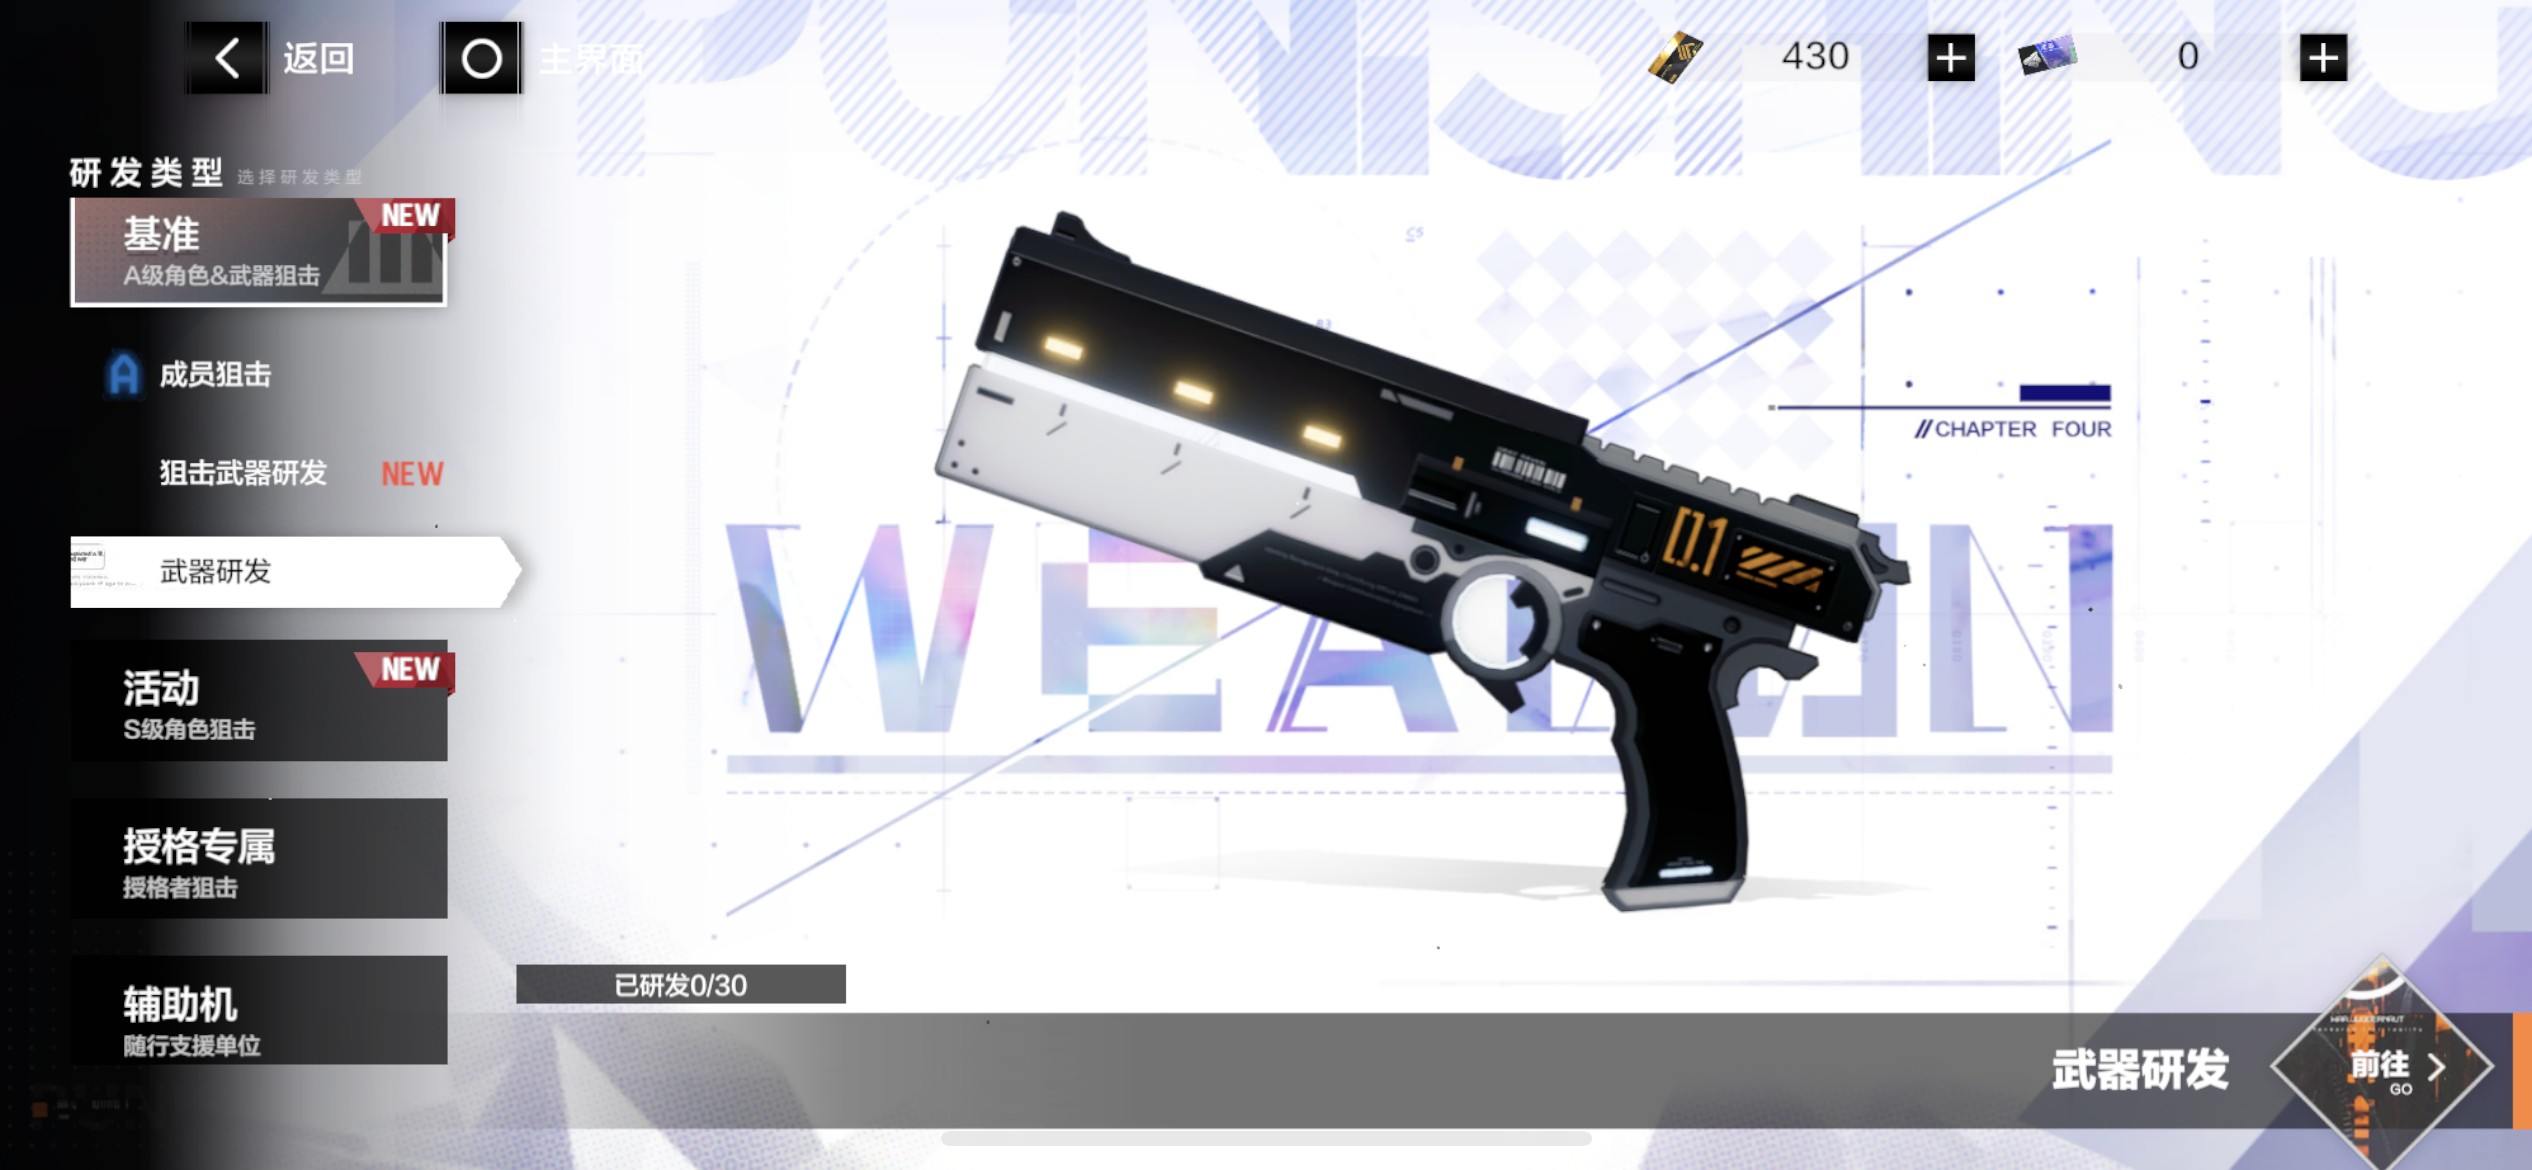 PUNISHING
返回
主界面
430
0
研发类型 选择研发类型
基准
NEW
A级角色&武器狙击
A 成员狙击
狙击武器研发 NEW
武器研发
活动
NEW
S级角色狙击
授格专属
授格者狙击
辅助机
随行支援单位
//CHAPTER FOUR
WEAPON
01
已研发0/30
武器研发
前往
GO